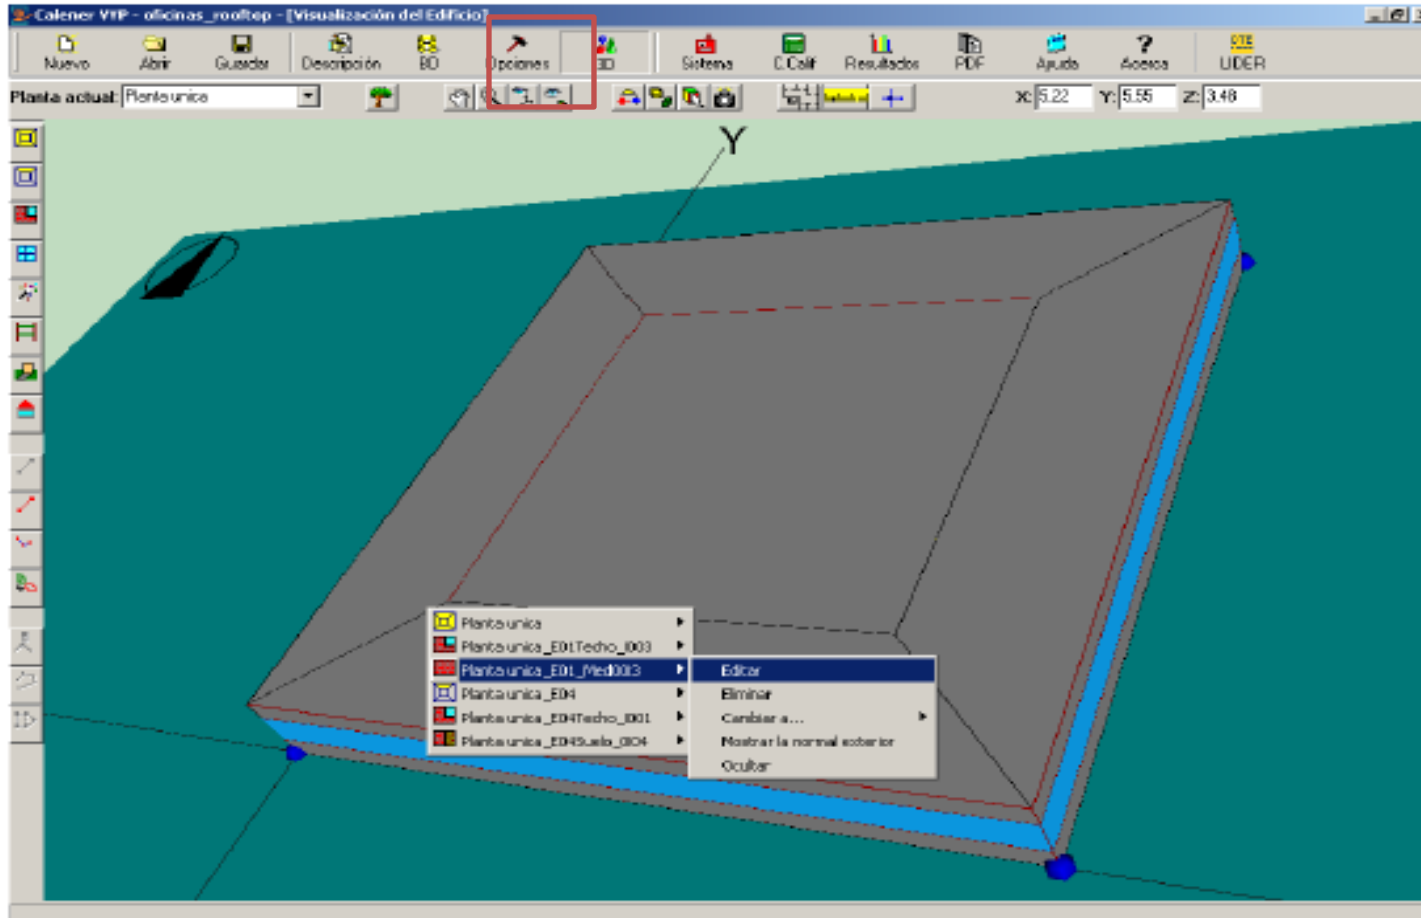 Calener VYP - oficinas_rooftop - [Visualización del Edificio]
Nuevo Abrir Guardar Descripción BD Opciones 3D Sistema C.Calif Resultados PDF Ayuda Acerca LIDER
Planta actual: Planta unica X: 5.22 Y: 5.55 Z: 3.48
Y
Planta unica
Planta unica_E01Techo_I003
Planta unica_E01_Med0013 Editar
Planta unica_E04 Eliminar
Planta unica_E04Techo_I001 Cambiar a...
Planta unica_E04Suelo_I004 Mostrar la normal exterior
Ocultar